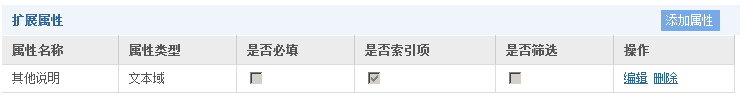 扩展属性 添加属性
属性名称 属性类型 是否必填 是否索引项 是否筛选 操作
其他说明 文本域 编辑 删除